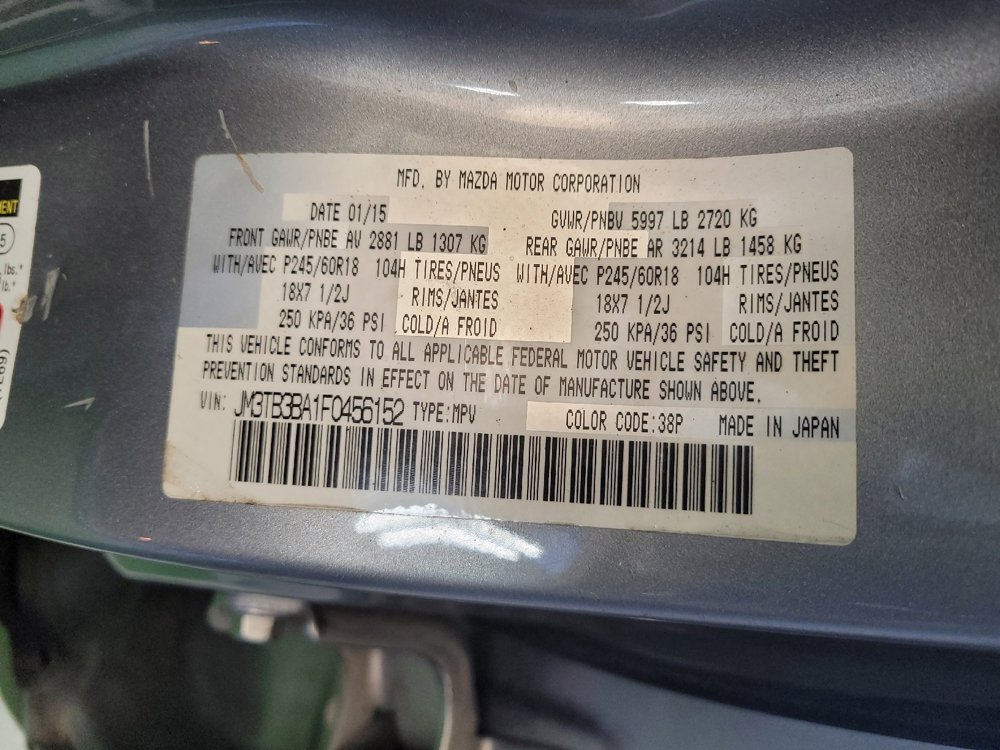 MFD. BY MAZDA MOTOR CORPORATION
DATE 01/15 GVWR/PNBV 5997 LB 2720 KG
FRONT GAWR/PNBE AV 2881 LB 1307 KG REAR GAWR/PNBE AR 3214 LB 1458 KG
WITH/AVEC P245/60R18 104H TIRES/PNEUS WITH/AVEC P245/60R18 104H TIRES/PNEUS
18X7 1/2J RIMS/JANTES 18X7 1/2J RIMS/JANTES
250 KPA/36 PSI COLD/A FROID 250 KPA/36 PSI COLD/A FROID
THIS VEHICLE CONFORMS TO ALL APPLICABLE FEDERAL MOTOR VEHICLE SAFETY AND THEFT
PREVENTION STANDARDS IN EFFECT ON THE DATE OF MANUFACTURE SHOWN ABOVE.
VIN: JM3TB3BA1F0456152 TYPE:MPV COLOR CODE:38P MADE IN JAPAN
5
lbs.*
lb.*